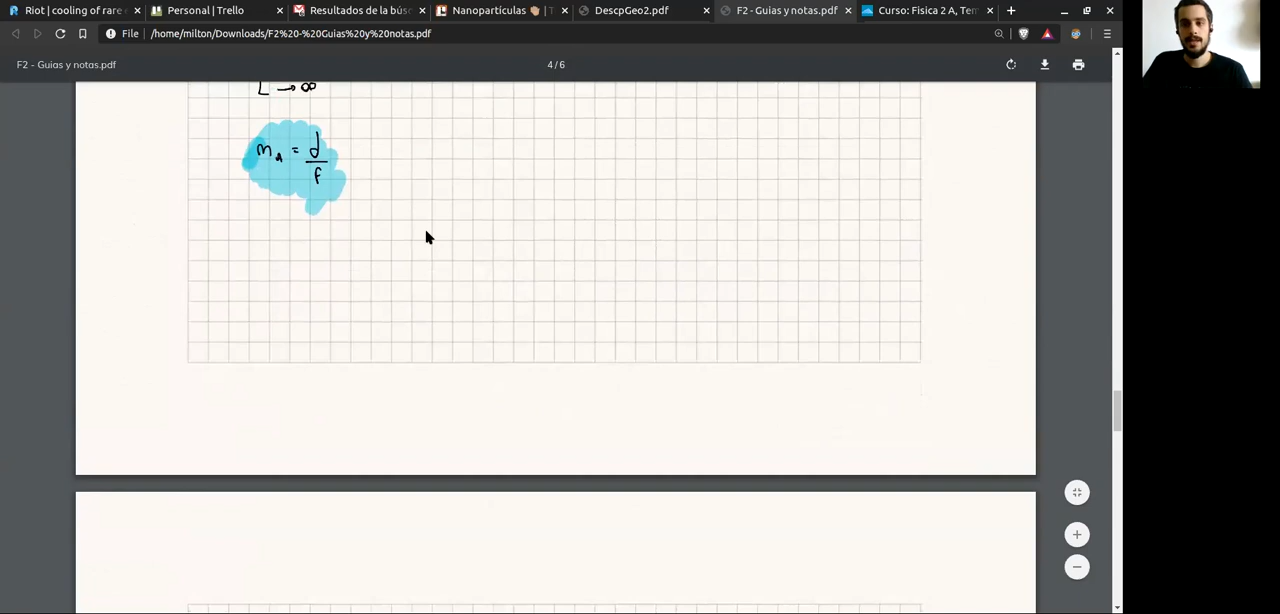 Riot | cooling of rare e
Personal | Trello
Resultados de la bús
Nanopartículas 👏🏼 | T
DescpGeo2.pdf
F2 - Guias y notas.pdf
Curso: Fisica 2 A, Tem
File | /home/milton/Downloads/F2%20-%20Guias%20y%20notas.pdf
F2 - Guias y notas.pdf
4/6
L → ∞
m_A = d/f